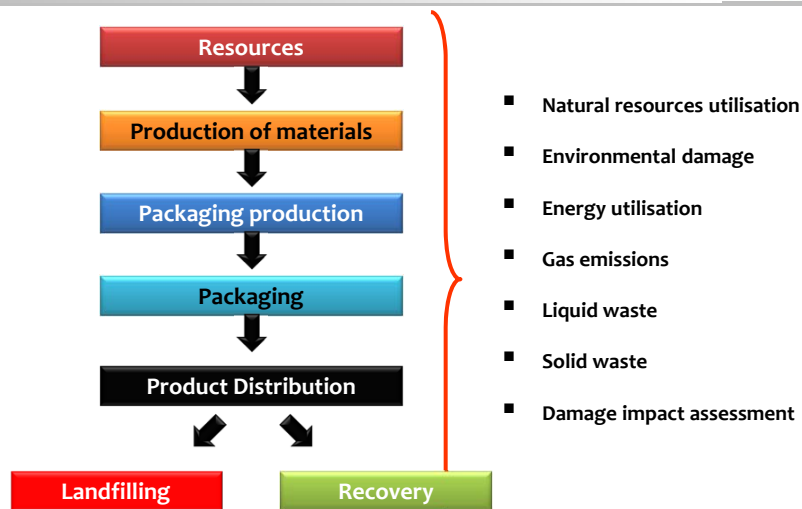 Resources
Production of materials
Packaging production
Packaging
Product Distribution
Landfilling
Recovery
Natural resources utilisation
Environmental damage
Energy utilisation
Gas emissions
Liquid waste
Solid waste
Damage impact assessment